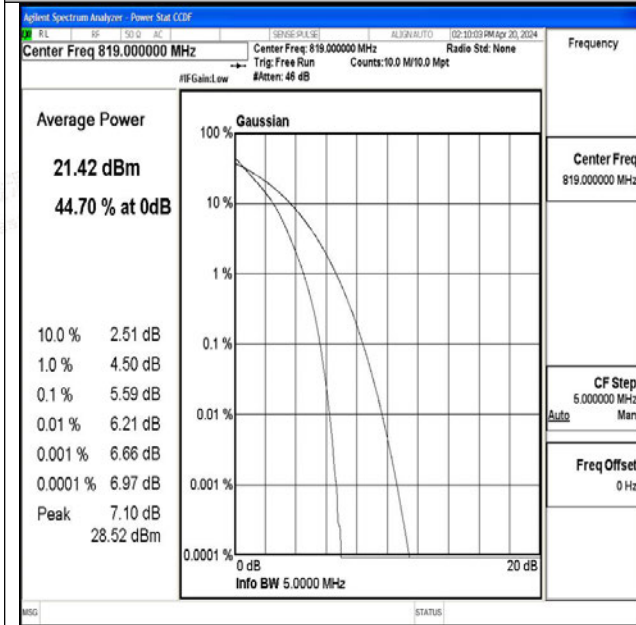 Agilent Spectrum Analyzer - Power Stat CCDF
RL RF 50 Ω AC SENSE:PULSE ALIGN AUTO 02:10:03 PM Apr 20, 2024
Center Freq 819.000000 MHz
Center Freq: 819.000000 MHz Radio Std: None
Trig: Free Run Counts:10.0 M/10.0 Mpt
#IFGain:Low #Atten: 46 dB
Frequency
Average Power
21.42 dBm
44.70 % at 0dB
10.0 % 2.51 dB
1.0 % 4.50 dB
0.1 % 5.59 dB
0.01 % 6.21 dB
0.001 % 6.66 dB
0.0001 % 6.97 dB
Peak 7.10 dB
28.52 dBm
Gaussian
100 %
10 %
1 %
0.1 %
0.01 %
0.001 %
0.0001 %
0 dB 20 dB
Info BW 5.0000 MHz
Center Freq
819.000000 MHz
CF Step
5.000000 MHz
Auto Man
Freq Offset
0 Hz
MSG STATUS